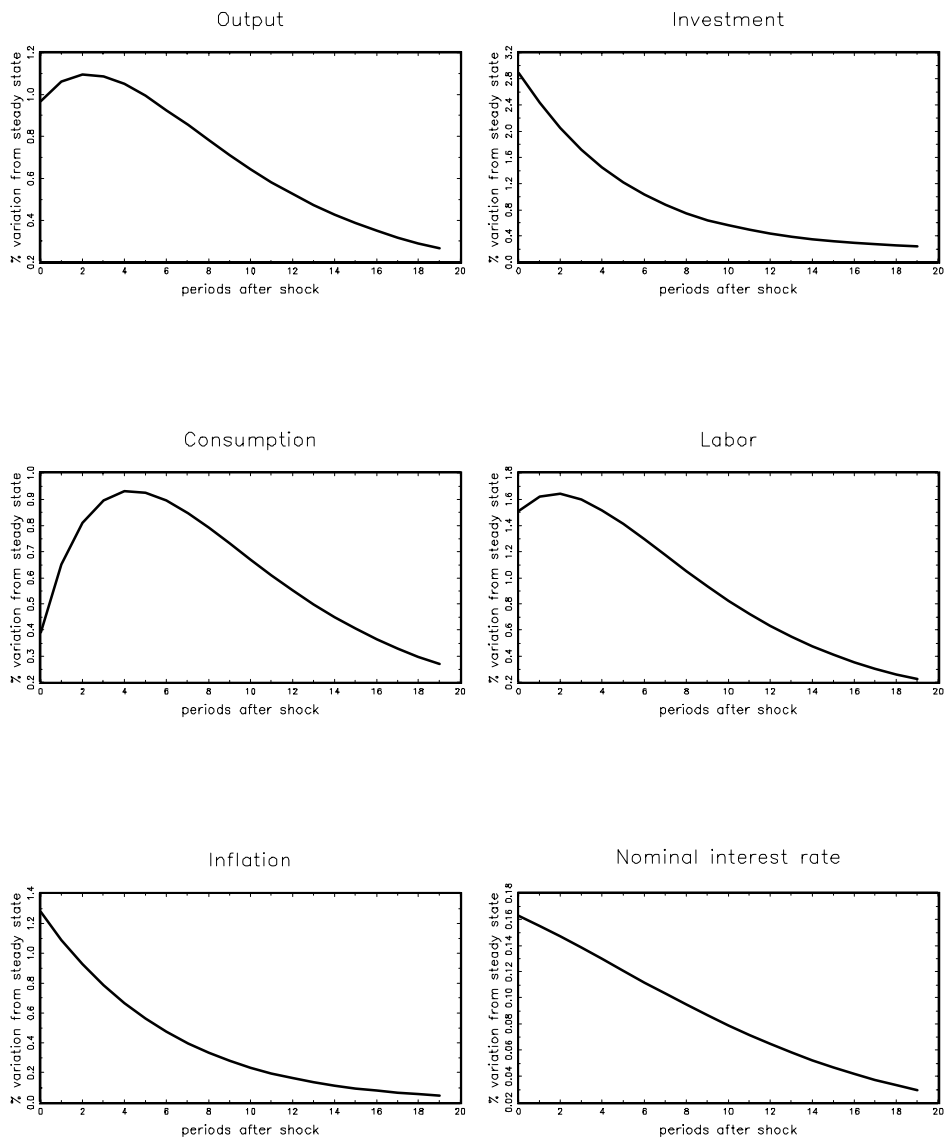 Output
% variation from steady state
0.2 0.4 0.6 0.8 1.0 1.2
0 2 4 6 8 10 12 14 16 18 20
periods after shock
Investment
% variation from steady state
0.0 0.4 0.8 1.2 1.6 2.0 2.4 2.8 3.2
0 2 4 6 8 10 12 14 16 18 20
periods after shock
Consumption
% variation from steady state
0.2 0.3 0.4 0.5 0.6 0.7 0.8 0.9 1.0
0 2 4 6 8 10 12 14 16 18 20
periods after shock
Labor
% variation from steady state
0.2 0.4 0.6 0.8 1.0 1.2 1.4 1.6 1.8
0 2 4 6 8 10 12 14 16 18 20
periods after shock
Inflation
% variation from steady state
0.0 0.2 0.4 0.6 0.8 1.0 1.2 1.4
0 2 4 6 8 10 12 14 16 18 20
periods after shock
Nominal interest rate
% variation from steady state
0.02 0.04 0.06 0.08 0.10 0.12 0.14 0.16 0.18
0 2 4 6 8 10 12 14 16 18 20
periods after shock